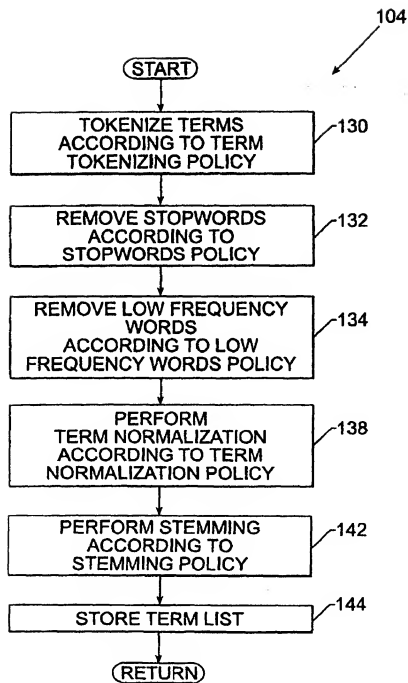 104
START
TOKENIZE TERMS
ACCORDING TO TERM
TOKENIZING POLICY
130
REMOVE STOPWORDS
ACCORDING TO
STOPWORDS POLICY
132
REMOVE LOW FREQUENCY
WORDS
ACCORDING TO LOW
FREQUENCY WORDS POLICY
134
PERFORM
TERM NORMALIZATION
ACCORDING TO TERM
NORMALIZATION POLICY
138
PERFORM STEMMING
ACCORDING TO
STEMMING POLICY
142
STORE TERM LIST
144
RETURN